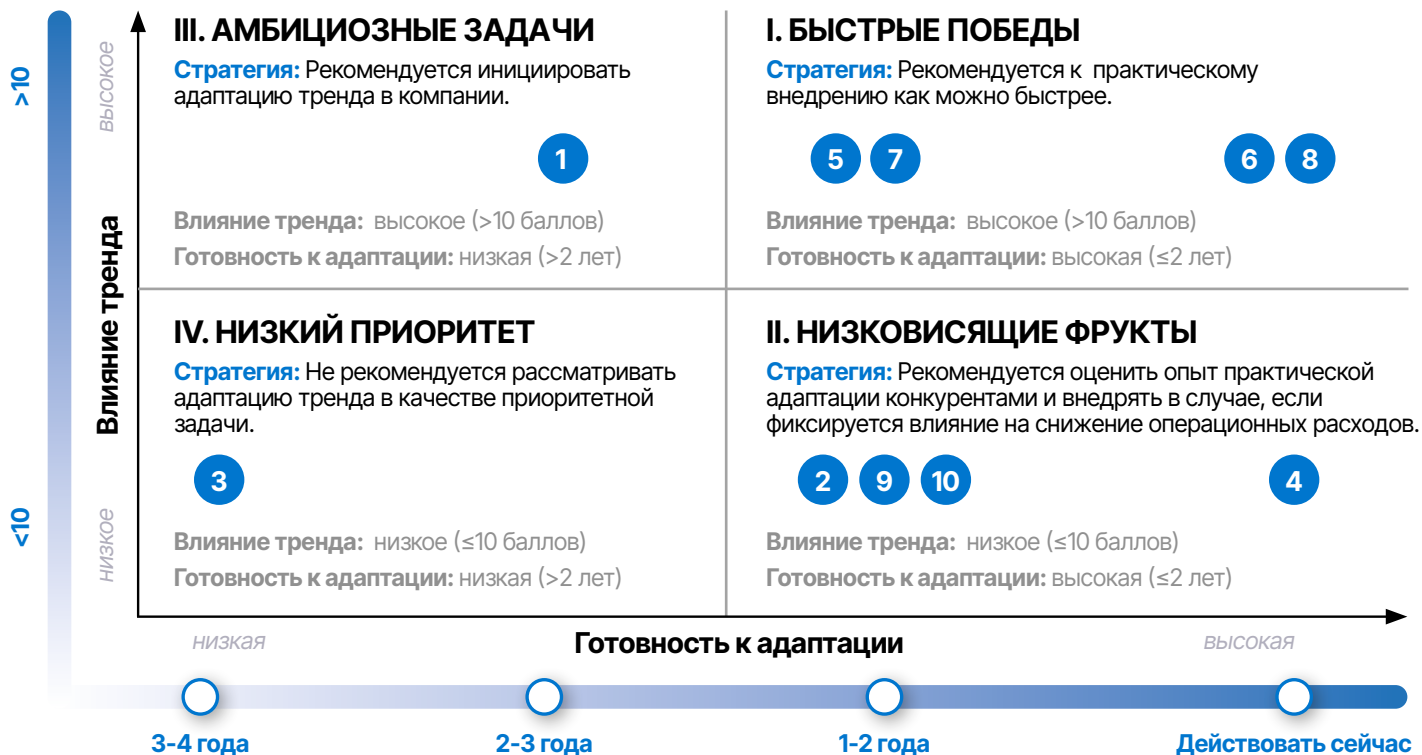 >10
<10
высокое
низкое
Влияние тренда
III. АМБИЦИОЗНЫЕ ЗАДАЧИ
Стратегия: Рекомендуется инициировать
адаптацию тренда в компании.
1
Влияние тренда: высокое (>10 баллов)
Готовность к адаптации: низкая (>2 лет)
I. БЫСТРЫЕ ПОБЕДЫ
Стратегия: Рекомендуется к практическому
внедрению как можно быстрее.
5 7 6 8
Влияние тренда: высокое (>10 баллов)
Готовность к адаптации: высокая (≤2 лет)
IV. НИЗКИЙ ПРИОРИТЕТ
Стратегия: Не рекомендуется рассматривать
адаптацию тренда в качестве приоритетной
задачи.
3
Влияние тренда: низкое (≤10 баллов)
Готовность к адаптации: низкая (>2 лет)
II. НИЗКОВИСЯЩИЕ ФРУКТЫ
Стратегия: Рекомендуется оценить опыт практической
адаптации конкурентами и внедрять в случае, если
фиксируется влияние на снижение операционных расходов.
2 9 10 4
Влияние тренда: низкое (≤10 баллов)
Готовность к адаптации: высокая (≤2 лет)
низкая Готовность к адаптации высокая
3-4 года 2-3 года 1-2 года Действовать сейчас